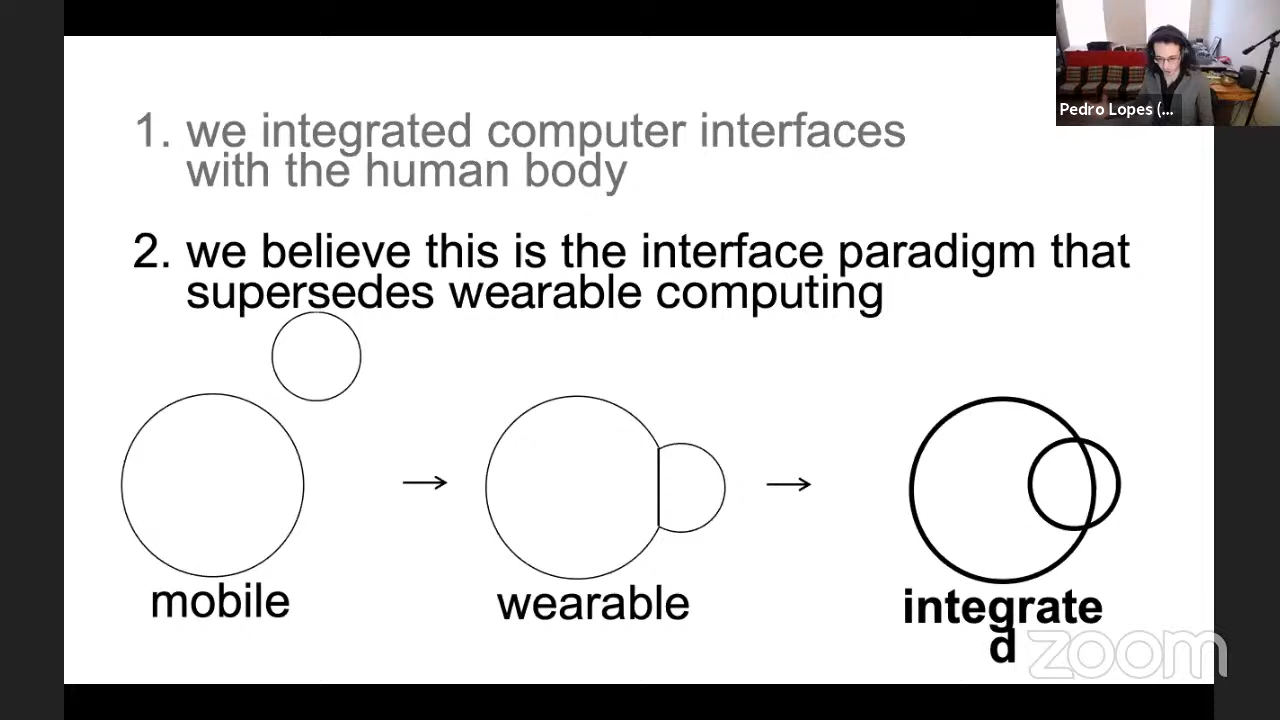 Pedro Lopes (...
1. we integrated computer interfaces
with the human body
2. we believe this is the interface paradigm that
supersedes wearable computing
mobile
wearable
integrate
d
zoom